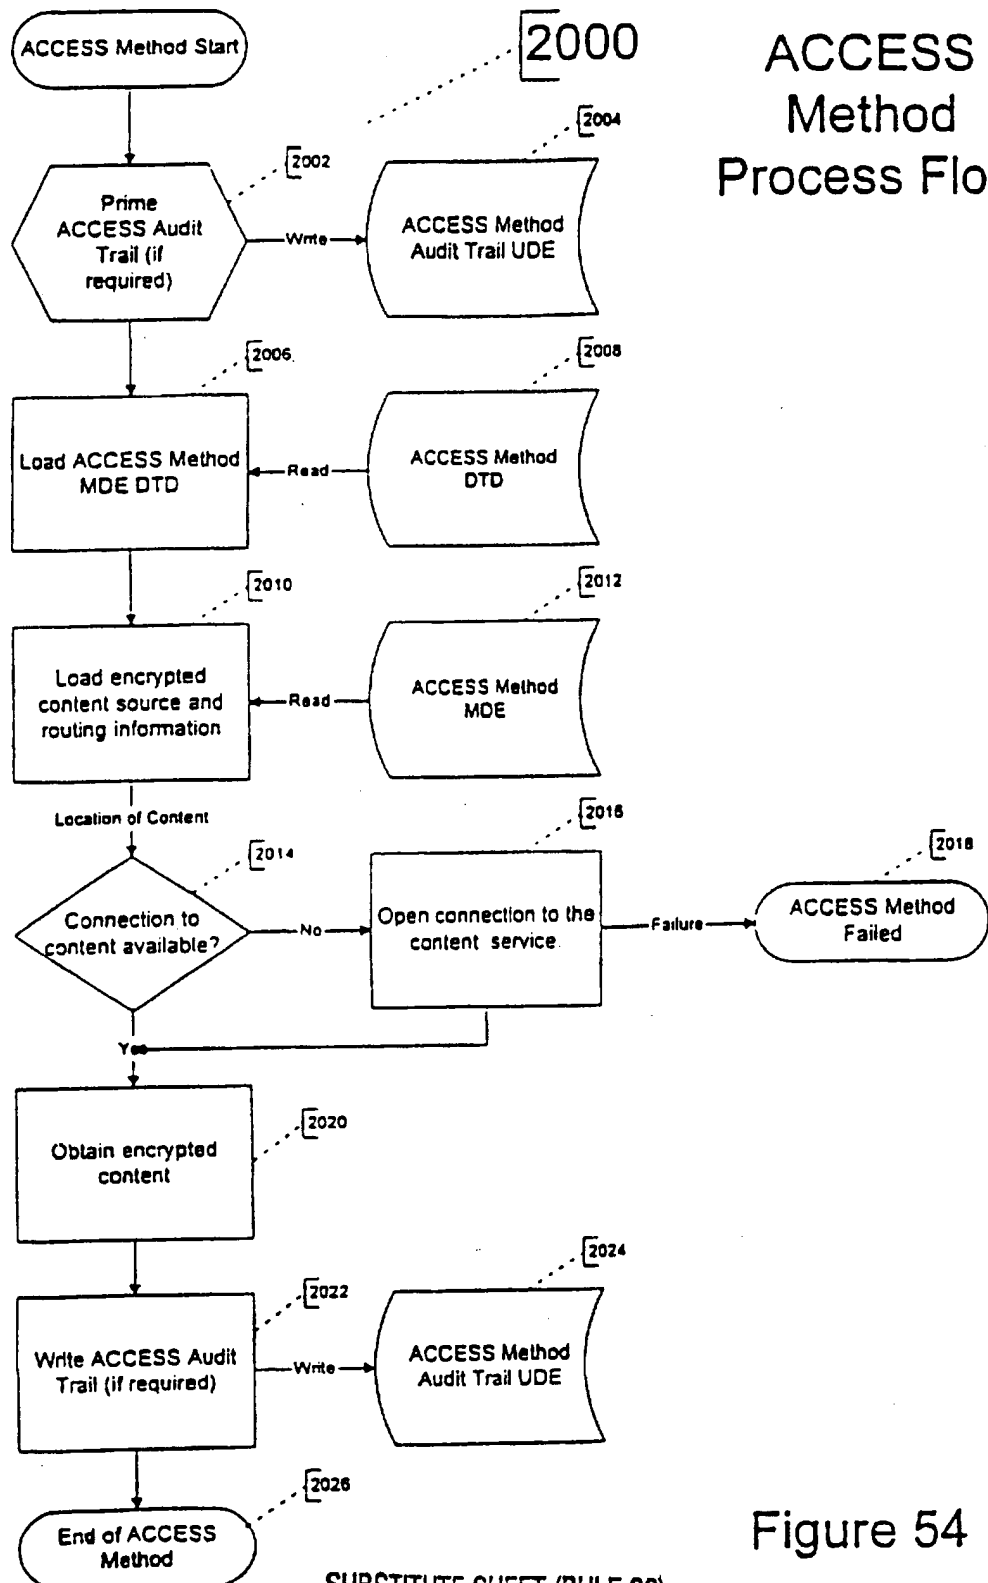 ACCESS Method Start
2000
ACCESS
Method
Process Flo
2002
2004
Prime
ACCESS Audit
Trail (if
required)
Write
ACCESS Method
Audit Trail UDE
2006
2008
Load ACCESS Method
MDE DTD
Read
ACCESS Method
DTD
2010
2012
Load encrypted
content source and
routing information
Read
ACCESS Method
MDE
Location of Content
2014
2016
2018
Connection to
content available?
No
Open connection to the
content service
Failure
ACCESS Method
Failed
Y
2020
Obtain encrypted
content
2022
2024
Write ACCESS Audit
Trail (if required)
Write
ACCESS Method
Audit Trail UDE
2026
End of ACCESS
Method
Figure 54
SUBSTITUTE SHEET (RULE